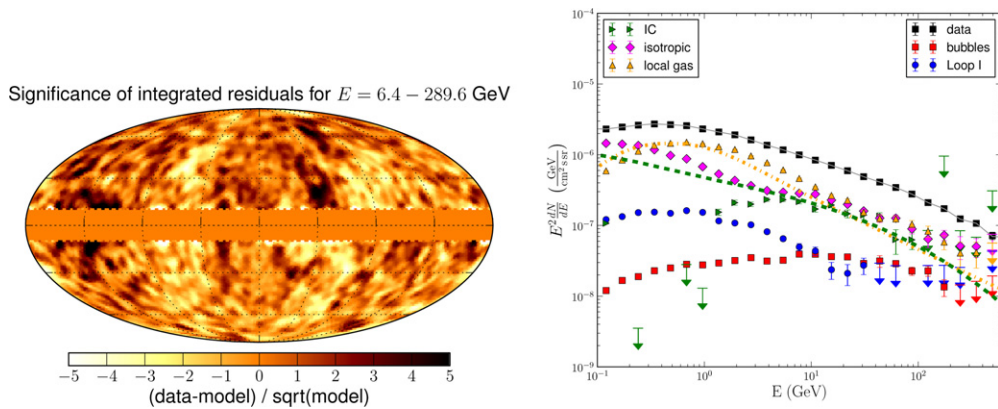 Significance of integrated residuals for E = 6.4 − 289.6 GeV
−5 −4 −3 −2 −1 0 1 2 3 4 5
(data-model) / sqrt(model)
10⁻⁴
10⁻⁵
10⁻⁶
10⁻⁷
10⁻⁸
10⁻⁹
E² dN/dE (GeV / cm² s sr)
IC
isotropic
local gas
data
bubbles
Loop I
10⁻¹ 10⁰ 10¹ 10²
E (GeV)